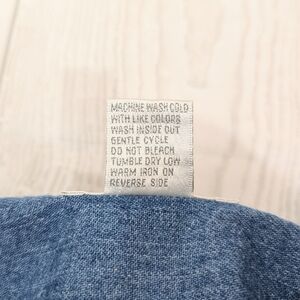 MACHINE WASH COLD
WITH LIKE COLORS
WASH INSIDE OUT
GENTLE CYCLE
DO NOT BLEACH
TUMBLE DRY LOW
WARM IRON ON
REVERSE SIDE